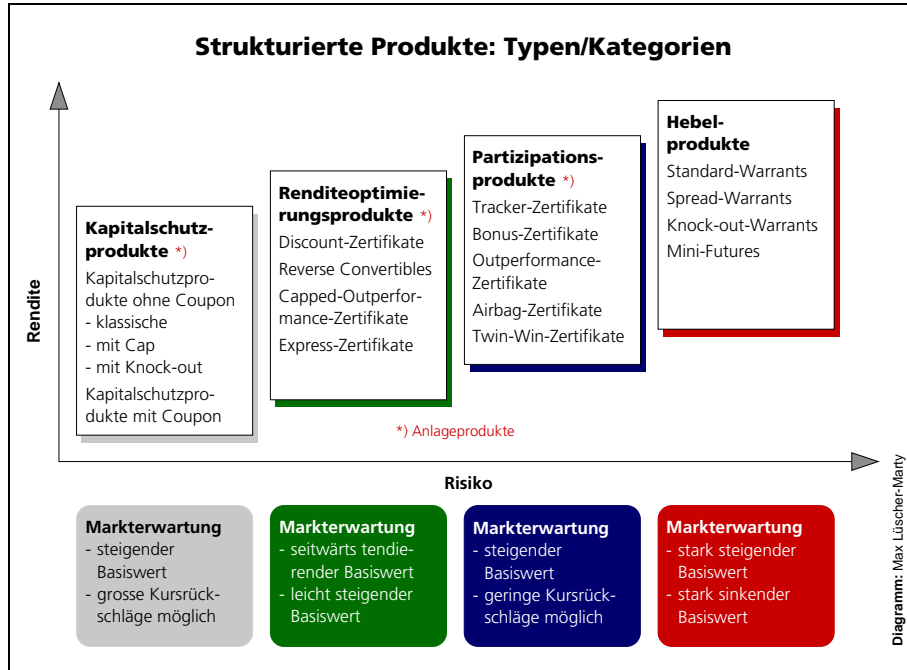 Strukturierte Produkte: Typen/Kategorien
Rendite
Kapitalschutz-
produkte *)
Kapitalschutzpro-
dukte ohne Coupon
- klassische
- mit Cap
- mit Knock-out
Kapitalschutzpro-
dukte mit Coupon
Renditeoptimie-
rungsprodukte *)
Discount-Zertifikate
Reverse Convertibles
Capped-Outperfor-
mance-Zertifikate
Express-Zertifikate
Partizipations-
produkte *)
Tracker-Zertifikate
Bonus-Zertifikate
Outperformance-
Zertifikate
Airbag-Zertifikate
Twin-Win-Zertifikate
Hebel-
produkte
Standard-Warrants
Spread-Warrants
Knock-out-Warrants
Mini-Futures
*) Anlageprodukte
Risiko
Markterwartung
- steigender
Basiswert
- grosse Kursrück-
schläge möglich
Markterwartung
- seitwärts tendie-
render Basiswert
- leicht steigender
Basiswert
Markterwartung
- steigender
Basiswert
- geringe Kursrück-
schläge möglich
Markterwartung
- stark steigender
Basiswert
- stark sinkender
Basiswert
Diagramm: Max Lüscher-Marty